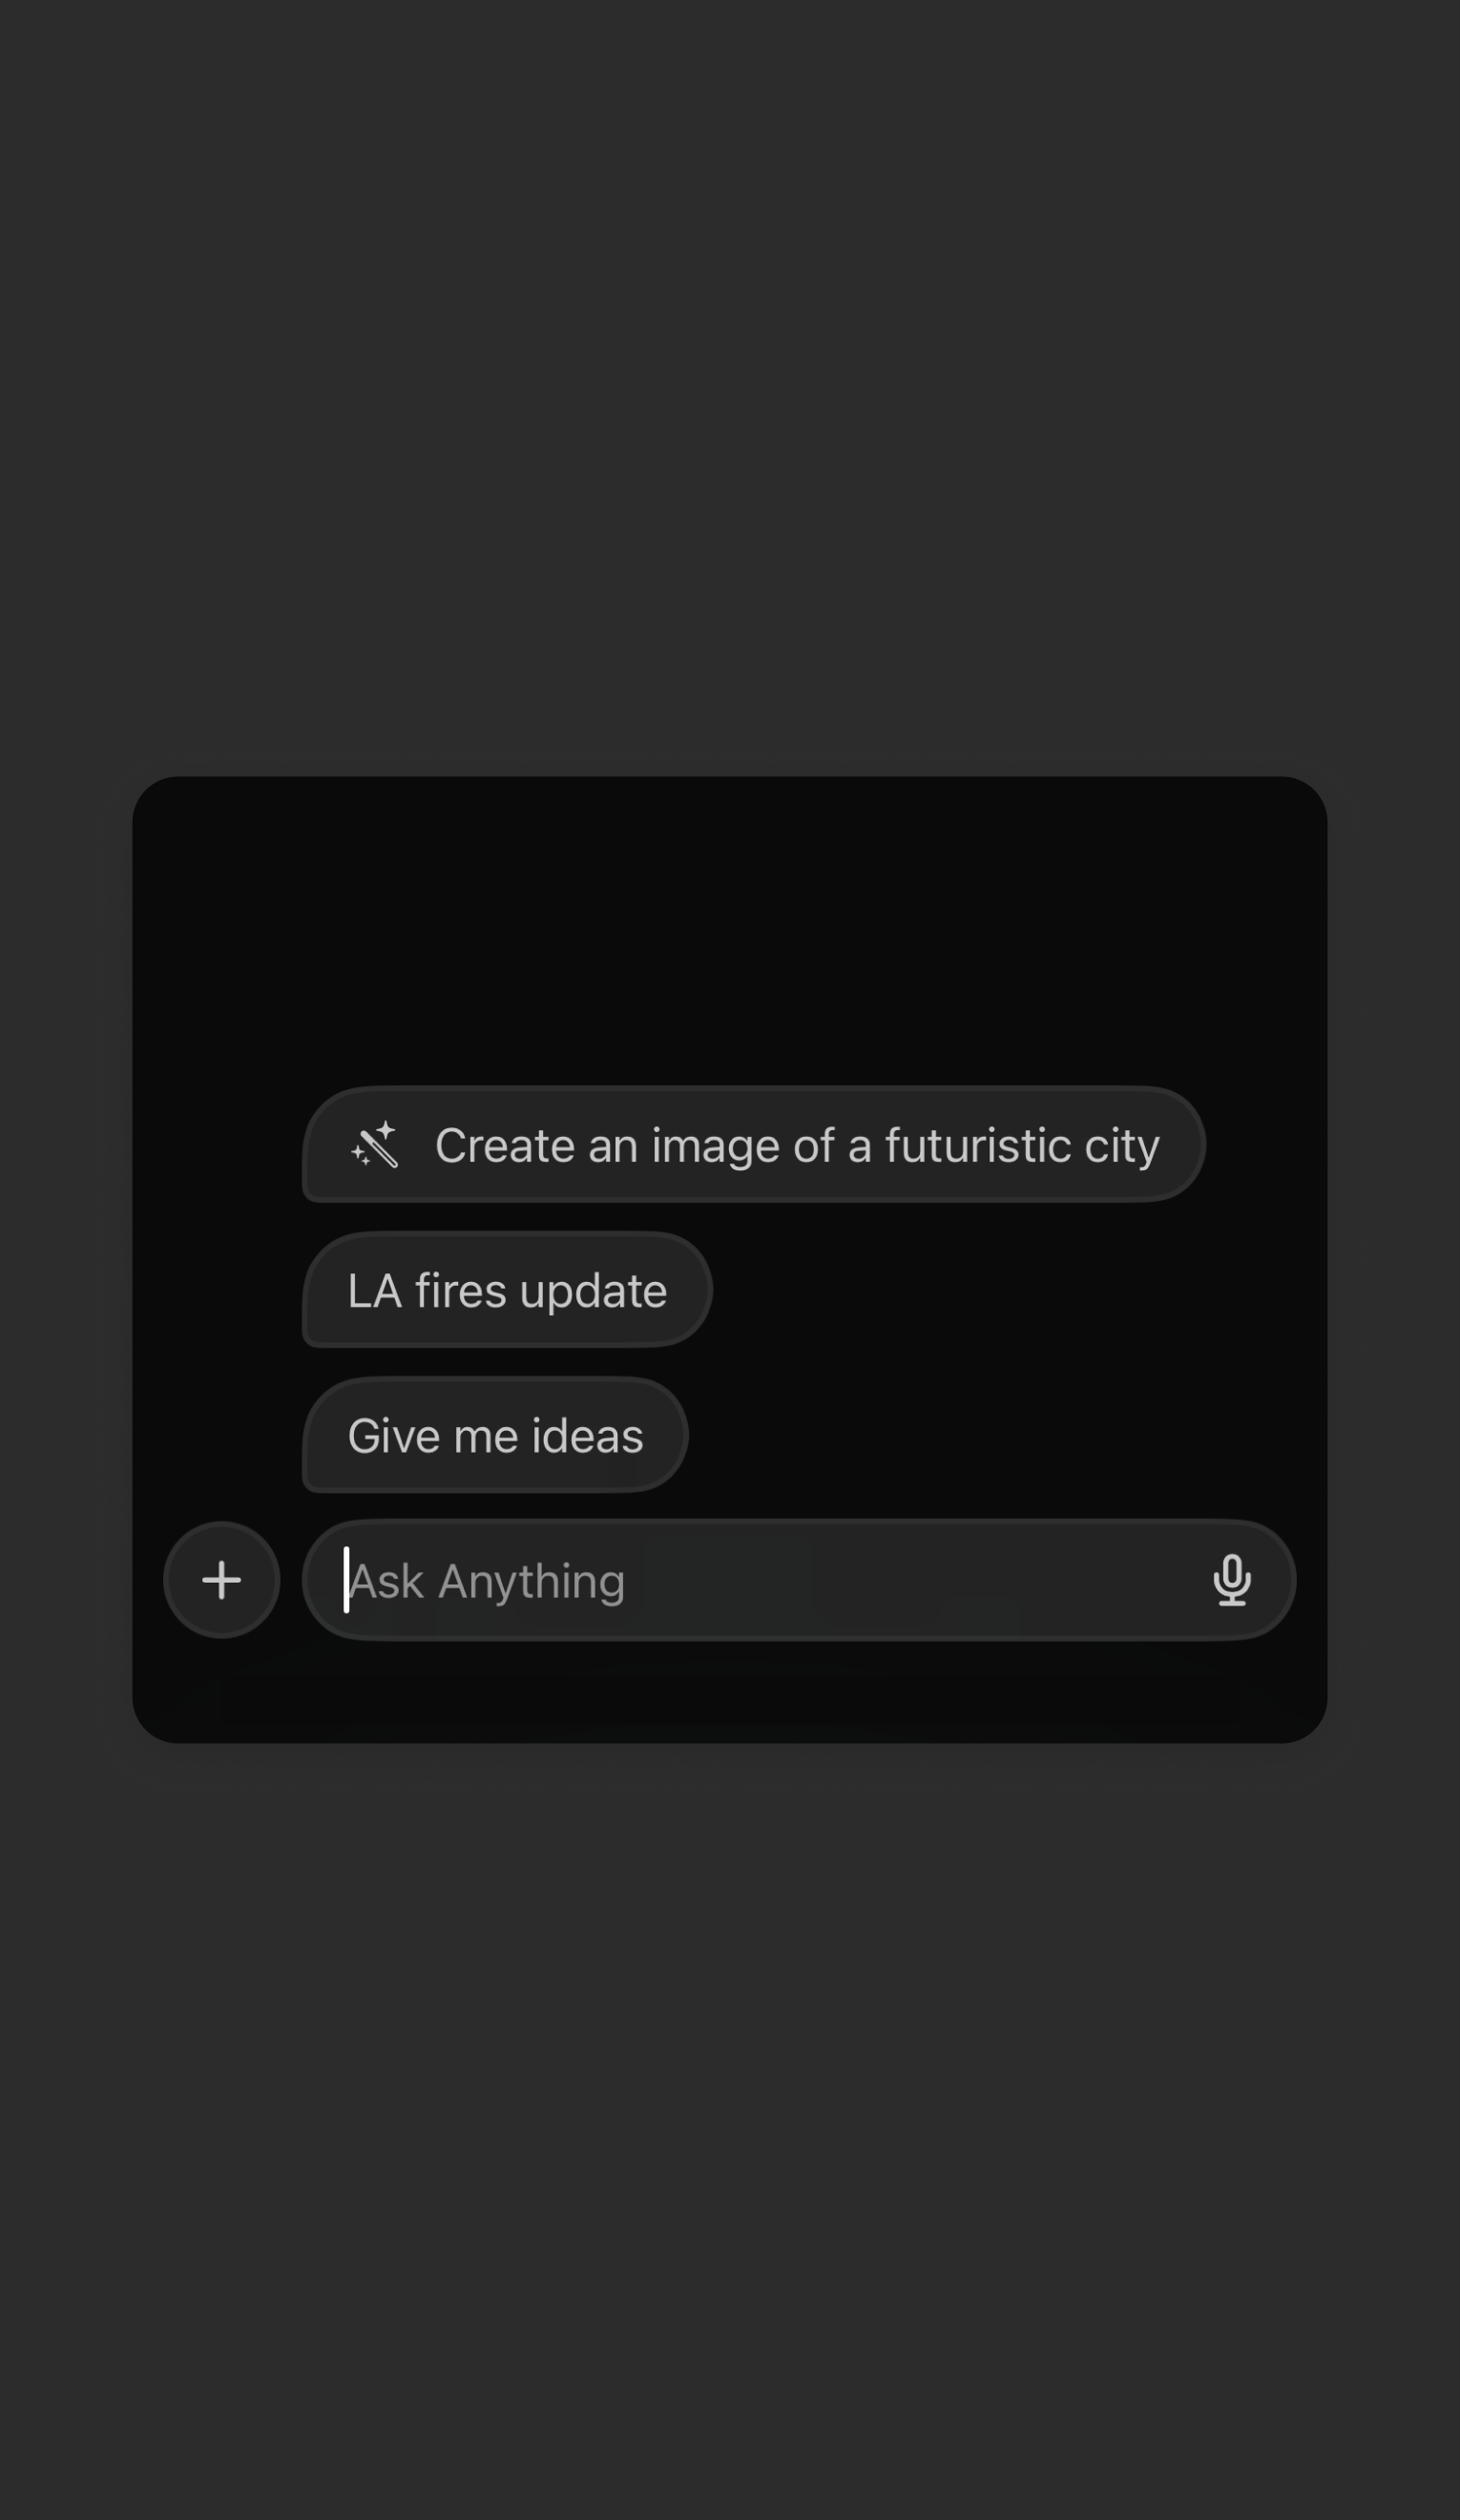 Create an image of a futuristic city
LA fires update
Give me ideas
Ask Anything